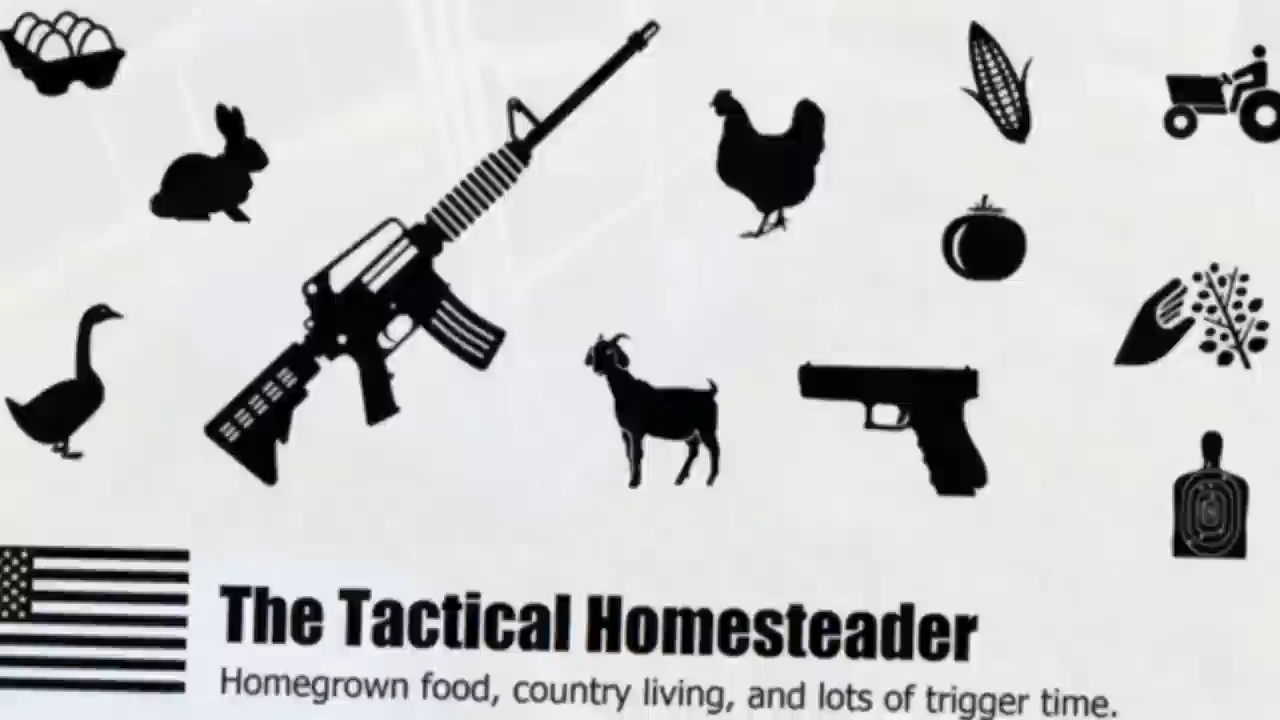 The Tactical Homesteader
Homegrown food, country living, and lots of trigger time.